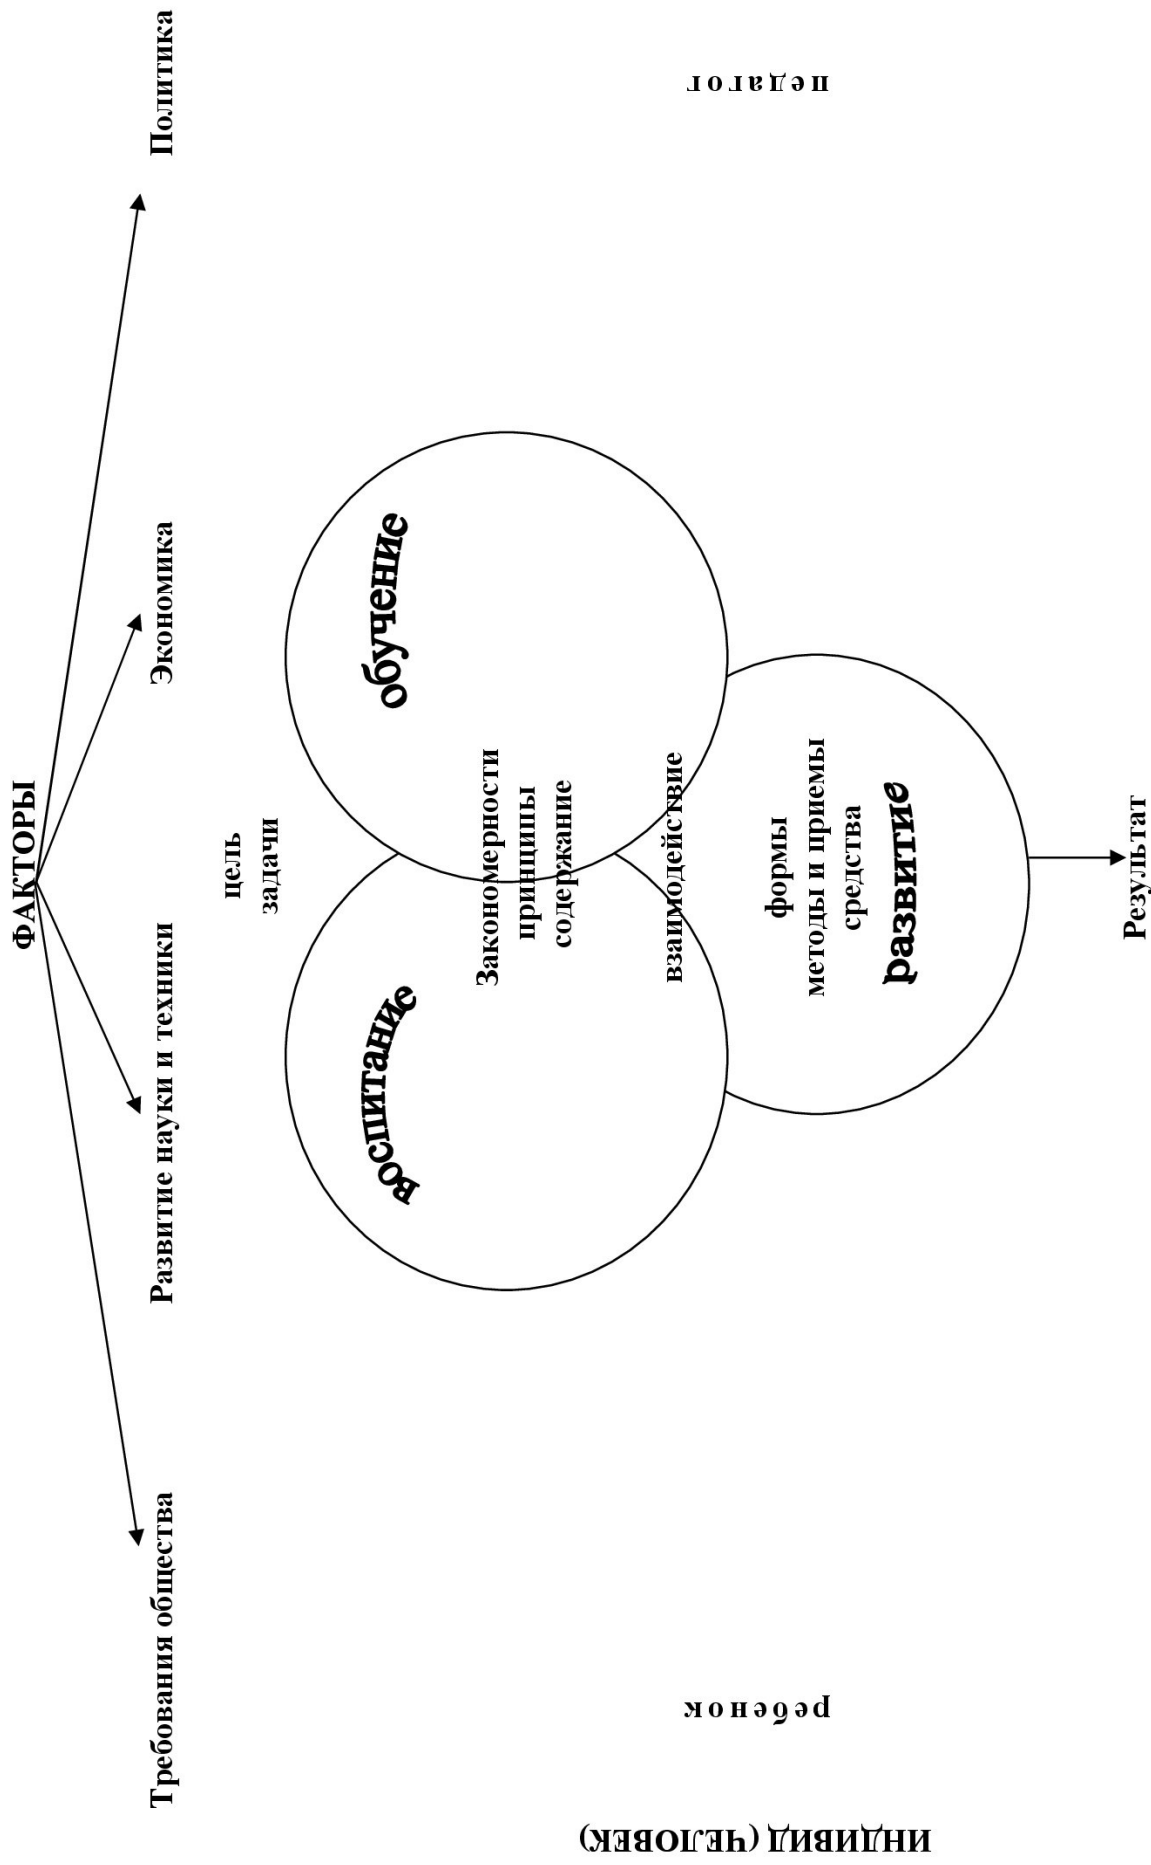 ФАКТОРЫ
Требования общества
Развитие науки и техники
Экономика
Политика
цель
задачи
воспитание
обучение
Закономерности
принципы
содержание
взаимодействие
ИНДИВИД (ЧЕЛОВЕК)
ребенок
педагог
формы
методы и приемы
средства
развитие
Результат